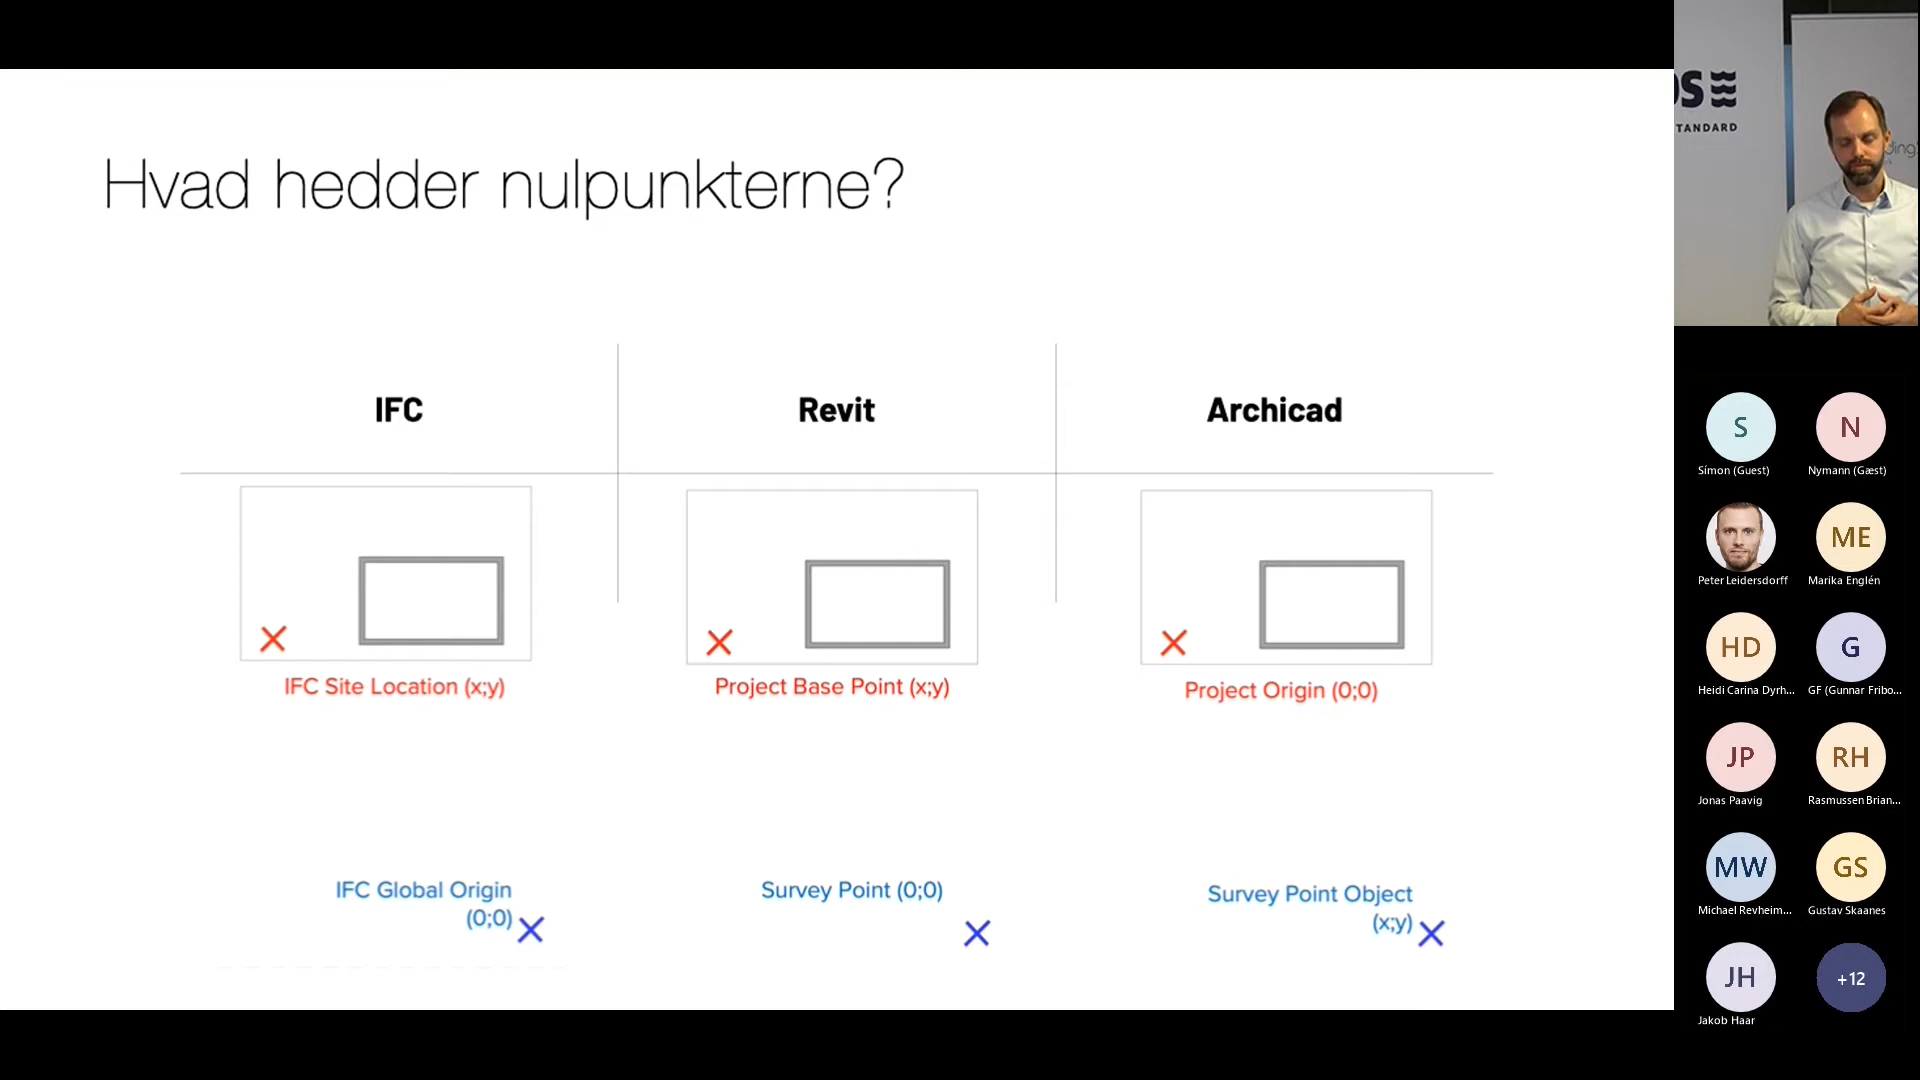 Hvad hedder nulpunkterne?
IFC
Revit
Archicad
IFC Site Location (x;y)
Project Base Point (x;y)
Project Origin (0;0)
IFC Global Origin
(0;0)
Survey Point (0;0)
Survey Point Object
(x;y)
STANDARD
S
N
Símon (Guest)
Nymann (Gæst)
ME
Peter Leidersdorff
Marika Englén
HD
G
Heidi Carina Dyrh...
GF (Gunnar Fribo...
JP
RH
Jonas Paavig
Rasmussen Brian...
MW
GS
Michael Revheim...
Gustav Skaanes
JH
+12
Jakob Haar